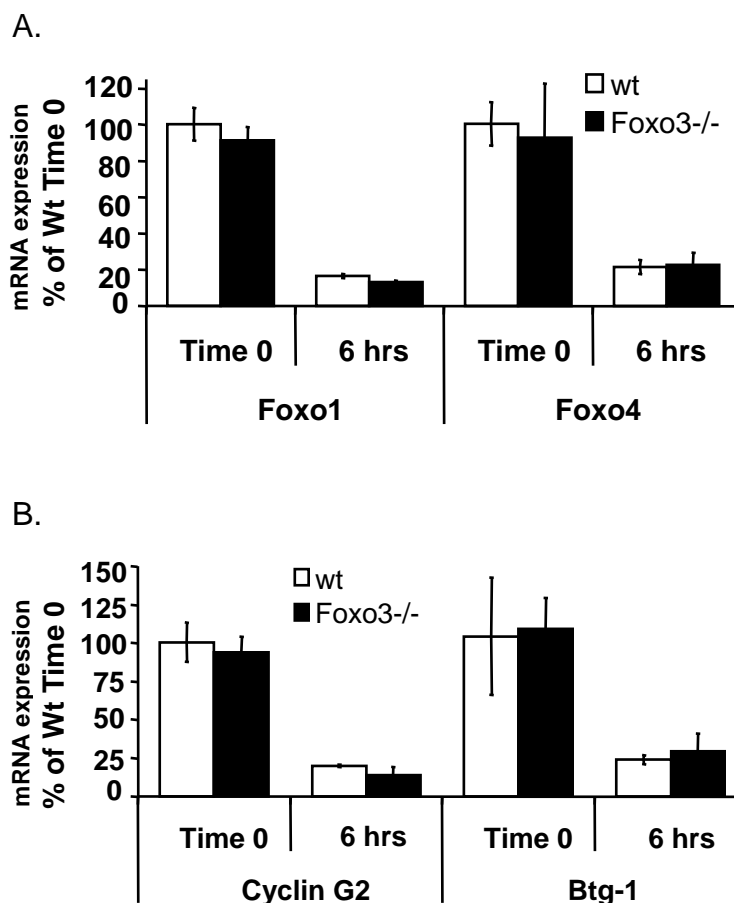 A.
mRNA expression
% of Wt Time 0
120
100
80
60
40
20
0
wt
Foxo3-/-
Time 0
6 hrs
Time 0
6 hrs
Foxo1
Foxo4
B.
mRNA expression
% of Wt Time 0
150
125
100
75
50
25
0
wt
Foxo3-/-
Time 0
6 hrs
Time 0
6 hrs
Cyclin G2
Btg-1